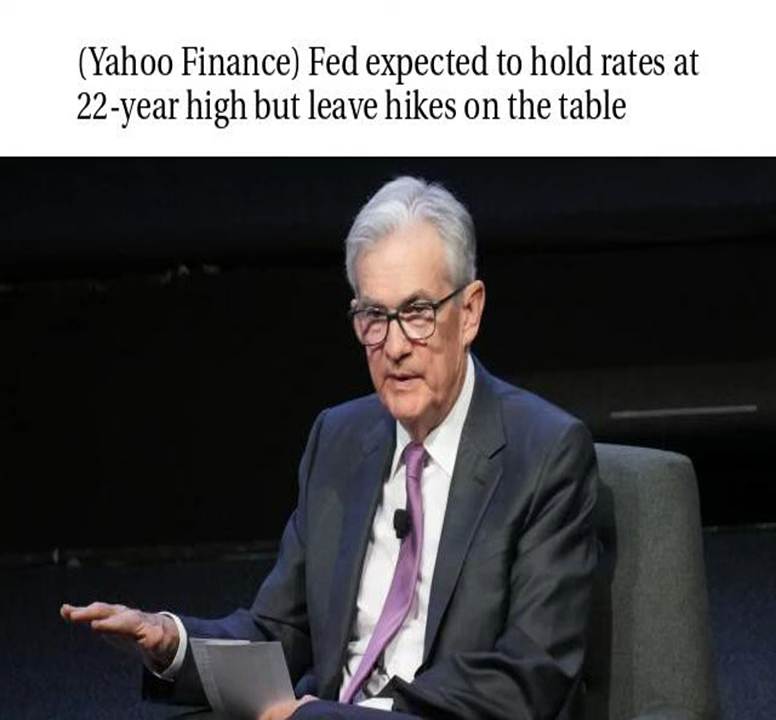 (Yahoo Finance) Fed expected to hold rates at
22-year high but leave hikes on the table